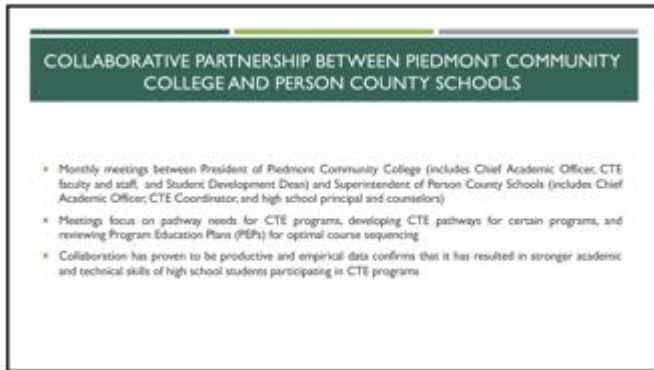 COLLABORATIVE PARTNERSHIP BETWEEN PIEDMONT COMMUNITY
COLLEGE AND PERSON COUNTY SCHOOLS
Monthly meetings between President of Piedmont Community College (includes Chief Academic Officer, CTE
faculty and staff, and Student Development Dean) and Superintendent of Person County Schools (includes Chief
Academic Officer, CTE Coordinator, and high school principal and counselors)
Meetings focus on pathway needs for CTE programs, developing CTE pathways for certain programs, and
reviewing Program Education Plans (PEPs) for optimal course sequencing
Collaboration has proven to be productive and empirical data confirms that it has resulted in stronger academic
and technical skills of high school students participating in CTE programs